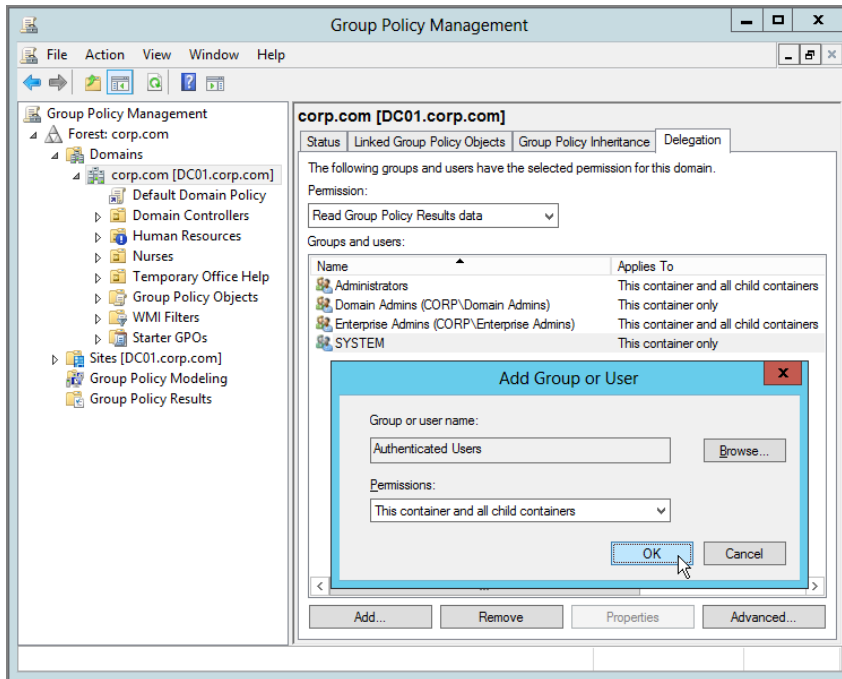 Group Policy Management
File Action View Window Help
Group Policy Management
Forest: corp.com
Domains
corp.com [DC01.corp.com]
Default Domain Policy
Domain Controllers
Human Resources
Nurses
Temporary Office Help
Group Policy Objects
WMI Filters
Starter GPOs
Sites [DC01.corp.com]
Group Policy Modeling
Group Policy Results
corp.com [DC01.corp.com]
Status Linked Group Policy Objects Group Policy Inheritance Delegation
The following groups and users have the selected permission for this domain.
Permission:
Read Group Policy Results data
Groups and users:
Name Applies To
Administrators This container and all child containers
Domain Admins (CORP\Domain Admins) This container only
Enterprise Admins (CORP\Enterprise Admins) This container and all child containers
SYSTEM This container only
Add Group or User
Group or user name:
Authenticated Users Browse...
Permissions:
This container and all child containers
OK Cancel
Add... Remove Properties Advanced...